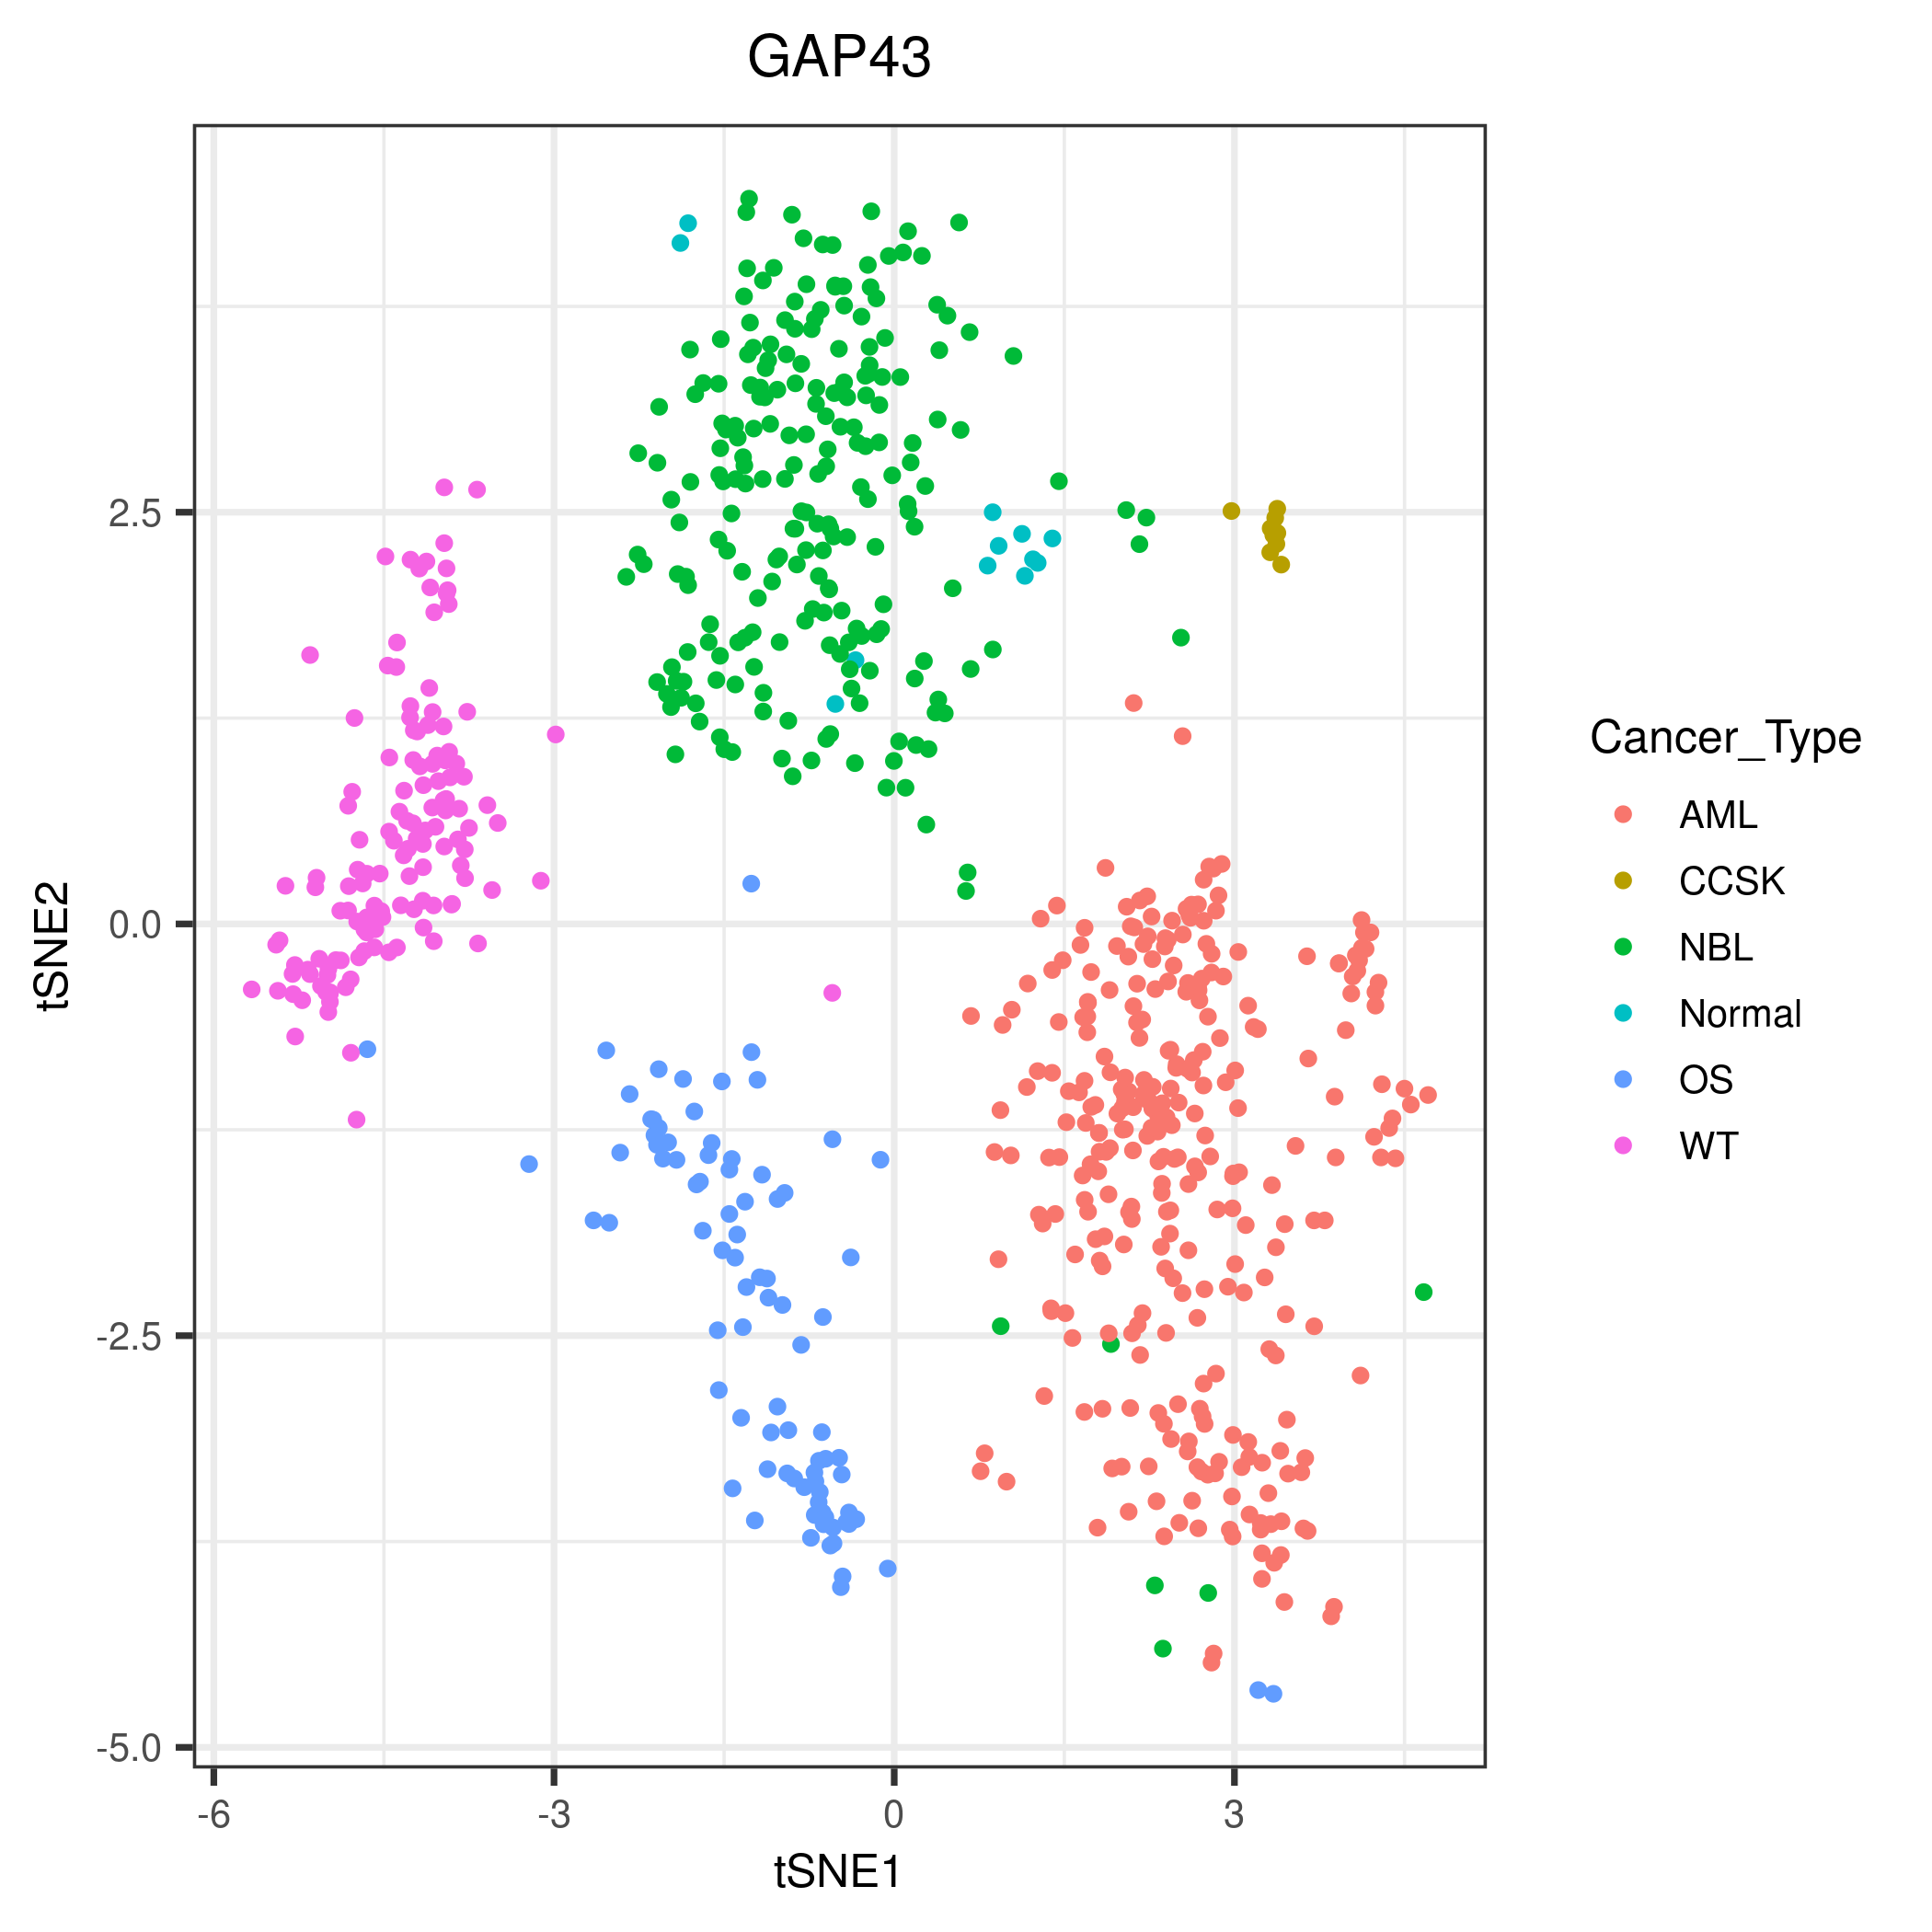 GAP43
2.5
0.0
-2.5
-5.0
tSNE2
-6
-3
0
3
tSNE1
Cancer_Type
AML
CCSK
NBL
Normal
OS
WT